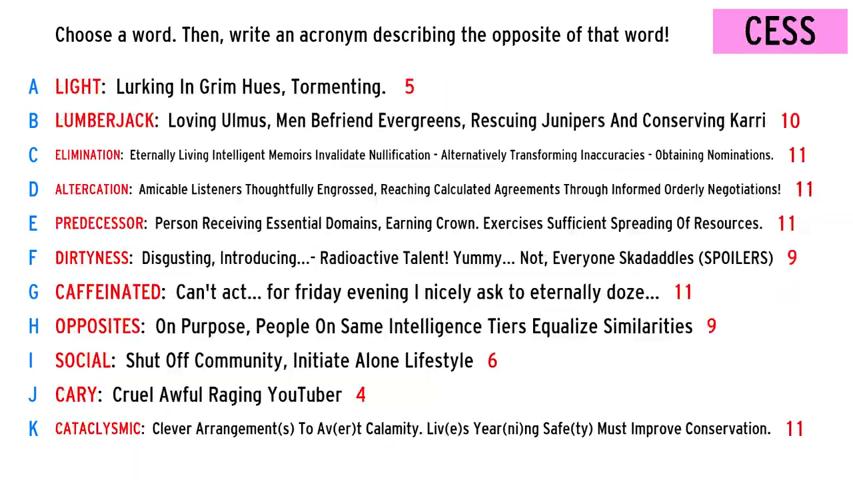 Choose a word. Then, write an acronym describing the opposite of that word!
CESS
A LIGHT: Lurking In Grim Hues, Tormenting. 5
B LUMBERJACK: Loving Ulmus, Men Befriend Evergreens, Rescuing Junipers And Conserving Karri 10
C ELIMINATION: Eternally Living Intelligent Memoirs Invalidate Nullification - Alternatively Transforming Inaccuracies - Obtaining Nominations. 11
D ALTERCATION: Amicable Listeners Thoughtfully Engrossed, Reaching Calculated Agreements Through Informed Orderly Negotiations! 11
E PREDECESSOR: Person Receiving Essential Domains, Earning Crown. Exercises Sufficient Spreading Of Resources. 11
F DIRTYNESS: Disgusting, Introducing...- Radioactive Talent! Yummy... Not, Everyone Skadaddles (SPOILERS) 9
G CAFFEINATED: Can't act... for friday evening I nicely ask to eternally doze... 11
H OPPOSITES: On Purpose, People On Same Intelligence Tiers Equalize Similarities 9
I SOCIAL: Shut Off Community, Initiate Alone Lifestyle 6
J CARY: Cruel Awful Raging YouTuber 4
K CATACLYSMIC: Clever Arrangement(s) To Av(er)t Calamity. Liv(e)s Year(ni)ng Safe(ty) Must Improve Conservation. 11